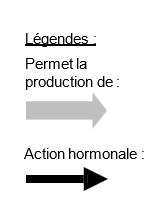 Légendes :
Permet la
production de :
Action hormonale :